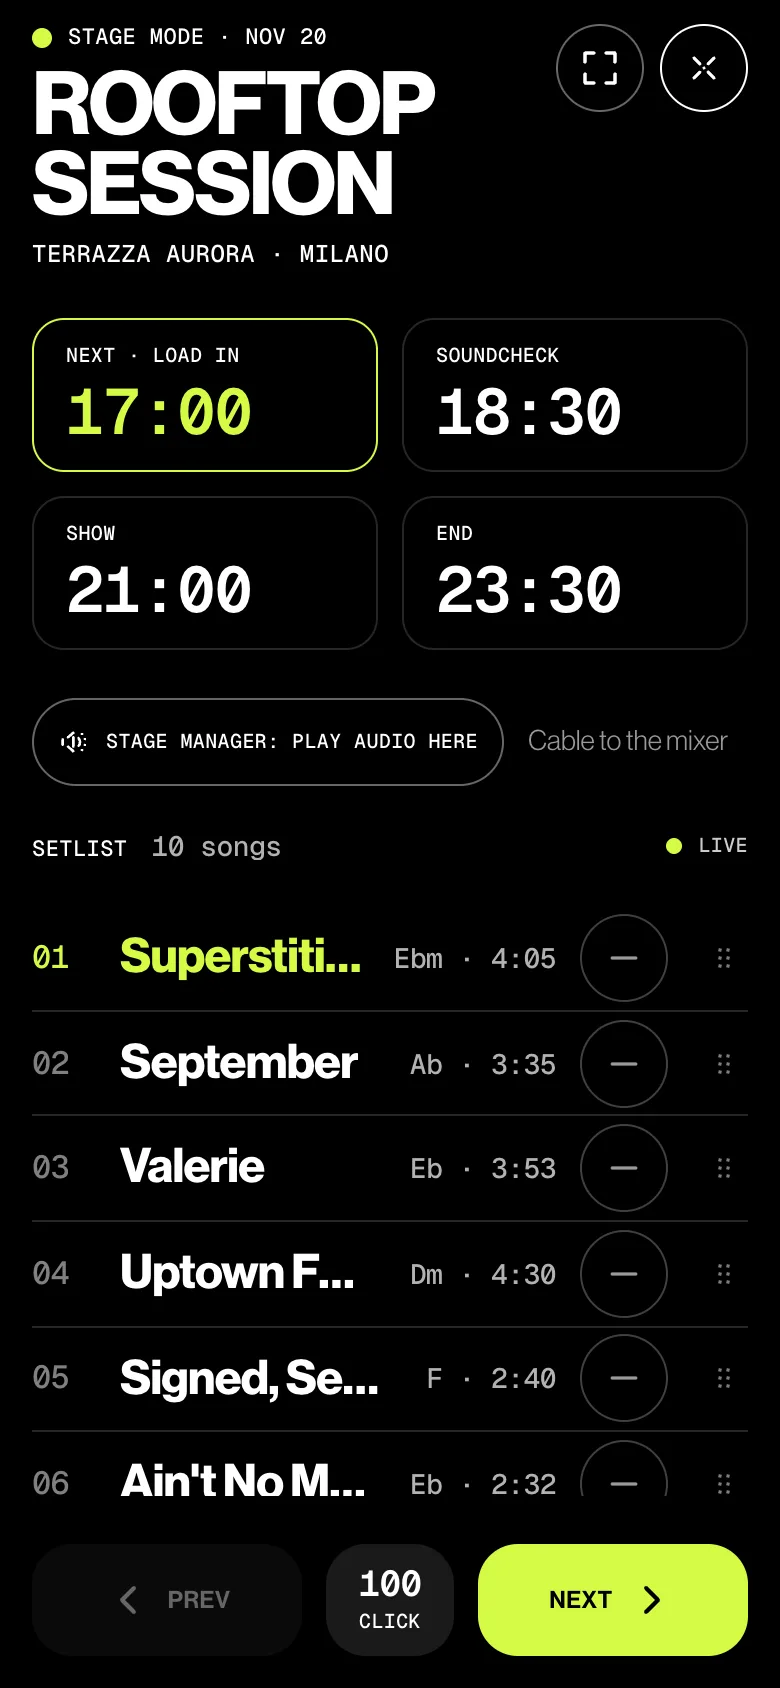 STAGE MODE · NOV 20
ROOFTOP
SESSION
TERRAZZA AURORA · MILANO
NEXT · LOAD IN
17:00
SOUNDCHECK
18:30
SHOW
21:00
END
23:30
STAGE MANAGER: PLAY AUDIO HERE
Cable to the mixer
SETLIST 10 songs
LIVE
01 Superstiti... Ebm · 4:05
02 September Ab · 3:35
03 Valerie Eb · 3:53
04 Uptown F... Dm · 4:30
05 Signed, Se... F · 2:40
06 Ain't No M... Eb · 2:32
PREV
100
CLICK
NEXT